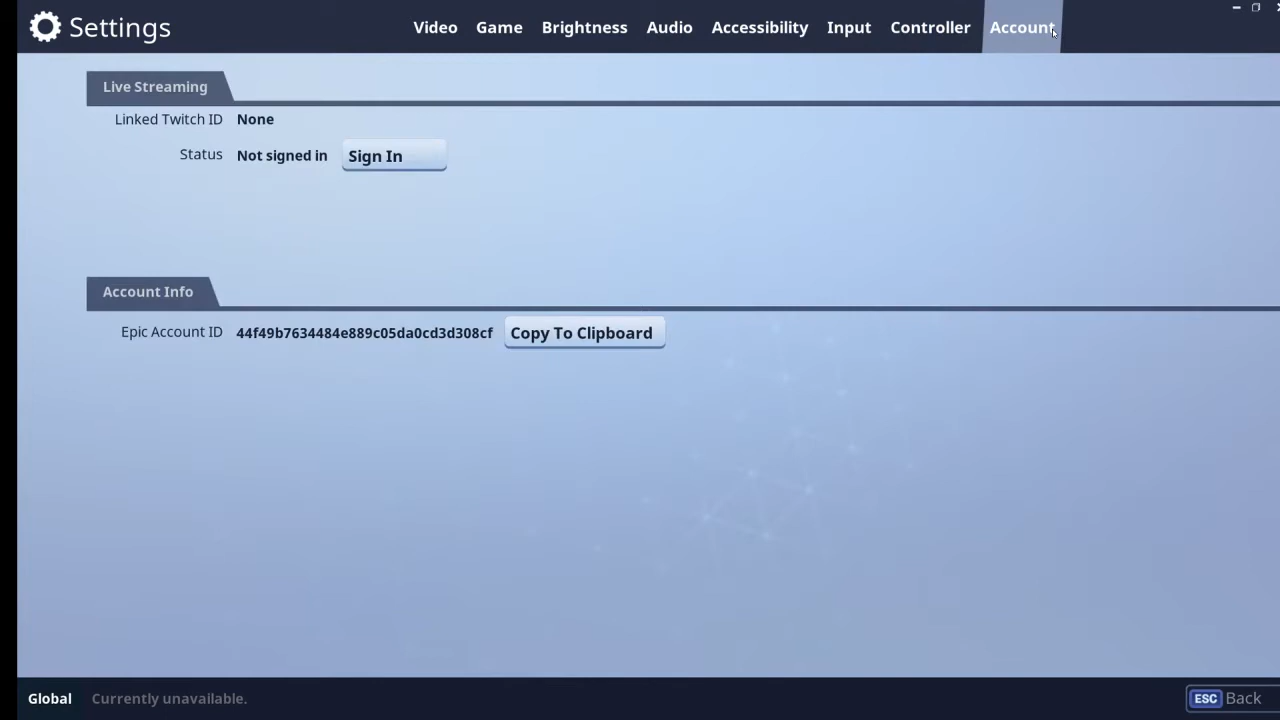 Settings
Video Game Brightness Audio Accessibility Input Controller Account
Live Streaming
Linked Twitch ID None
Status Not signed in Sign In
Account Info
Epic Account ID 44f49b7634484e889c05da0cd3d308cf Copy To Clipboard
Global Currently unavailable.
ESC Back